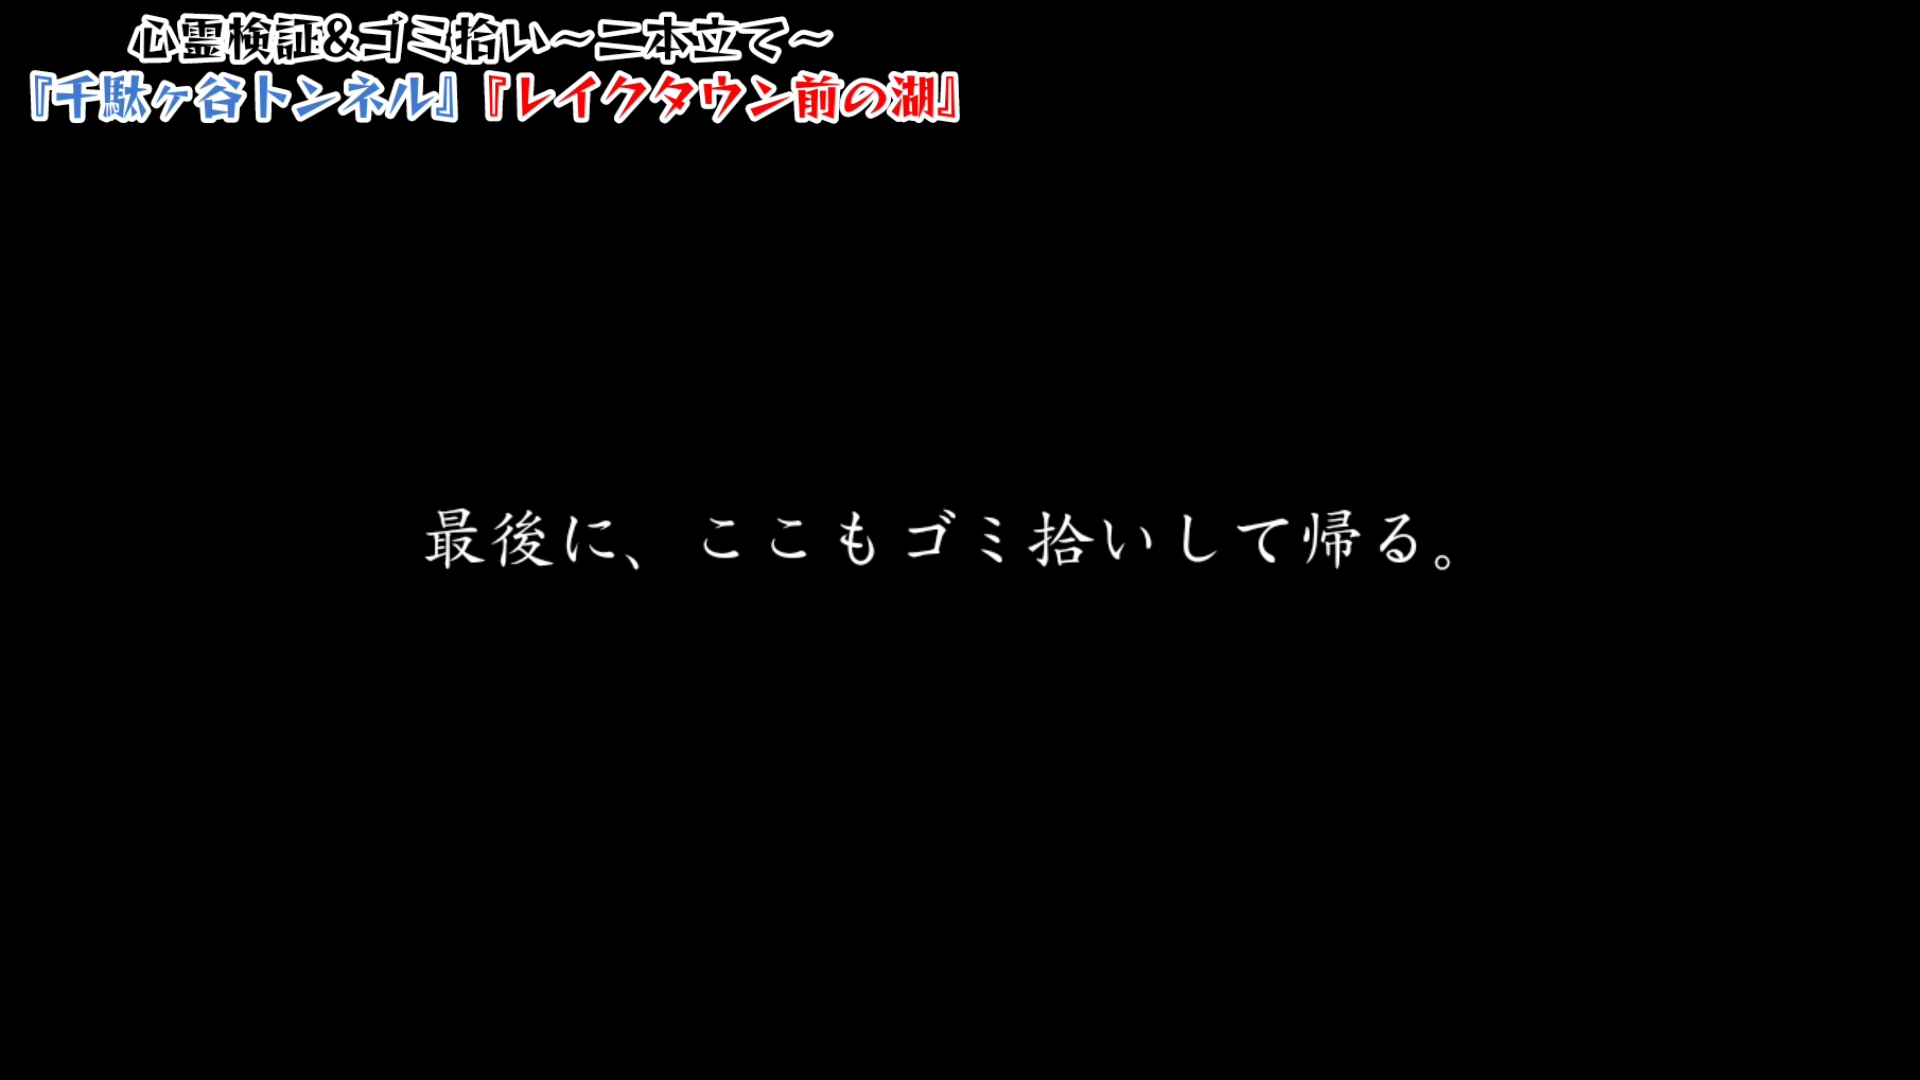 心霊検証&ゴミ拾い～二本立て～
『千駄ヶ谷トンネル』『レイクタウン前の湖』
最後に、ここもゴミ拾いして帰る。